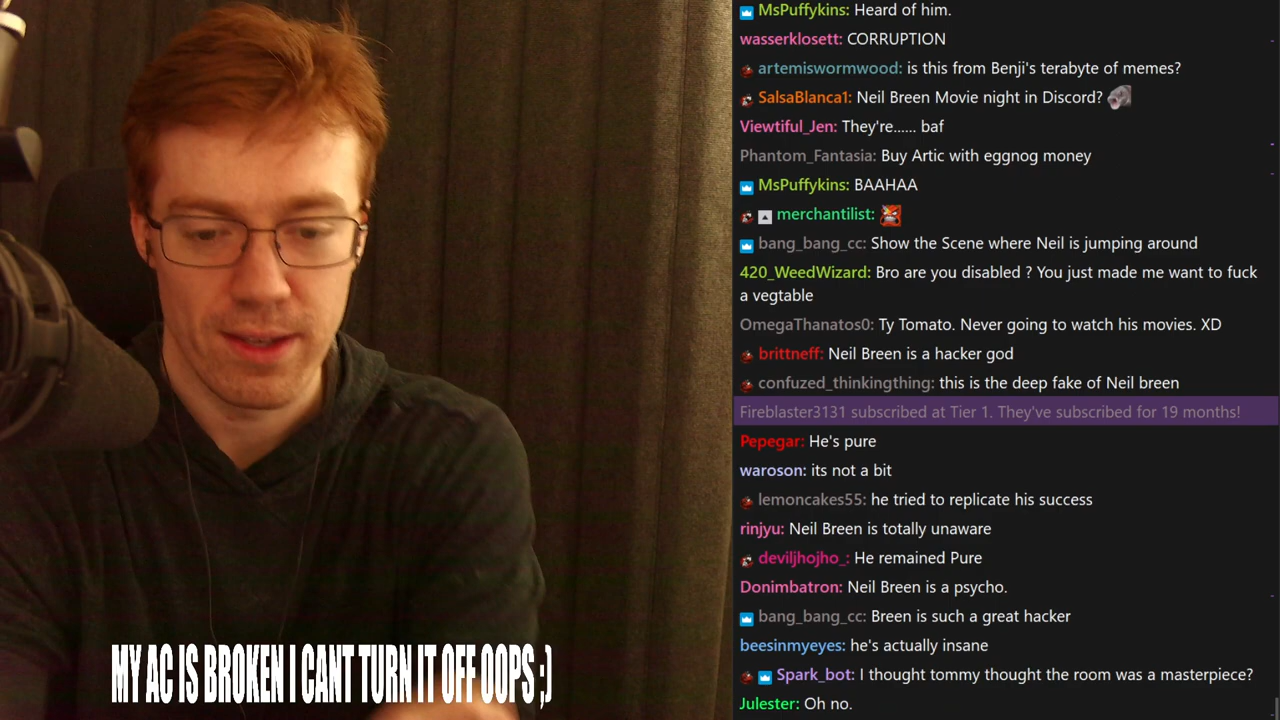 MsPuffykins: Heard of him.
wasserklosett: CORRUPTION
artemiswormwood: is this from Benji's terabyte of memes?
SalsaBlanca1: Neil Breen Movie night in Discord?
Viewtiful_Jen: They're...... baf
Phantom_Fantasia: Buy Artic with eggnog money
MsPuffykins: BAAHAA
merchantilist:
bang_bang_cc: Show the Scene where Neil is jumping around
420_WeedWizard: Bro are you disabled ? You just made me want to fuck
a vegtable
OmegaThanatos0: Ty Tomato. Never going to watch his movies. XD
brittneff: Neil Breen is a hacker god
confuzed_thinkingthing: this is the deep fake of Neil breen
Fireblaster3131 subscribed at Tier 1. They've subscribed for 19 months!
Pepegar: He's pure
waroson: its not a bit
lemoncakes55: he tried to replicate his success
rinjyu: Neil Breen is totally unaware
deviljhojho_: He remained Pure
Donimbatron: Neil Breen is a psycho.
bang_bang_cc: Breen is such a great hacker
beesinmyeyes: he's actually insane
Spark_bot: I thought tommy thought the room was a masterpiece?
Julester: Oh no.
MY AC IS BROKEN I CANT TURN IT OFF OOPS ;)